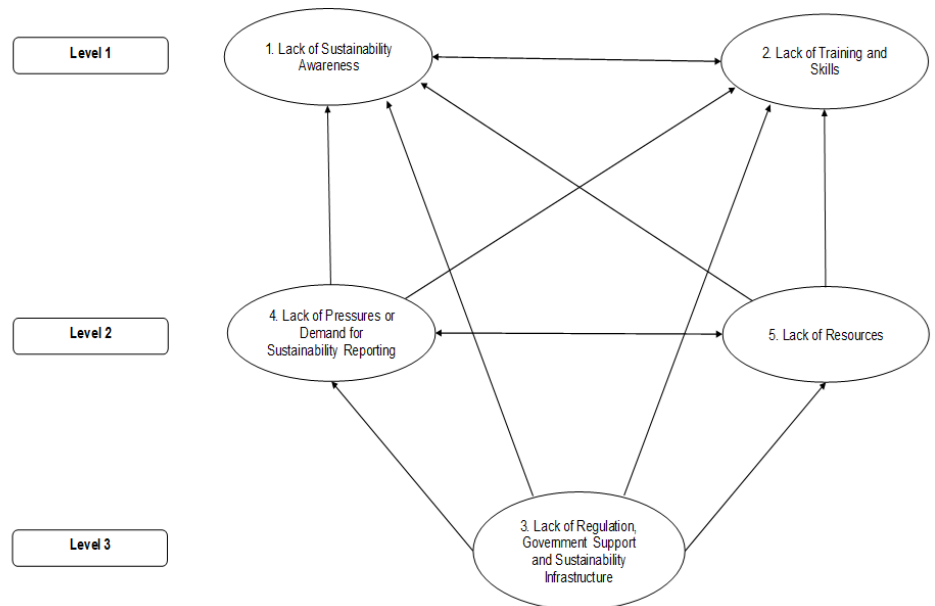 Level 1
1. Lack of Sustainability
Awareness
2. Lack of Training and
Skills
Level 2
4. Lack of Pressures or
Demand for
Sustainability Reporting
5. Lack of Resources
Level 3
3. Lack of Regulation,
Government Support
and Sustainability
Infrastructure